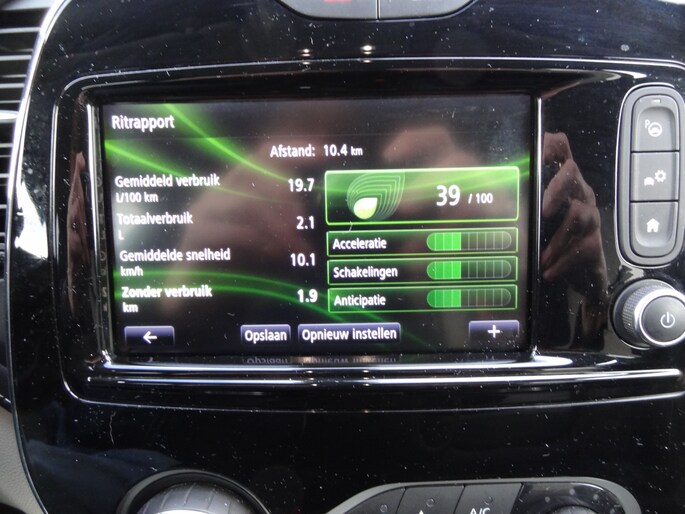 Ritrapport
Afstand: 10.4 km
Gemiddeld verbruik 19.7
L/100 km
Totaalverbruik 2.1
L
Gemiddelde snelheid 10.1
km/h
Zonder verbruik 1.9
km
39 / 100
Acceleratie
Schakelingen
Anticipatie
Opslaan Opnieuw instellen +
P
A/C